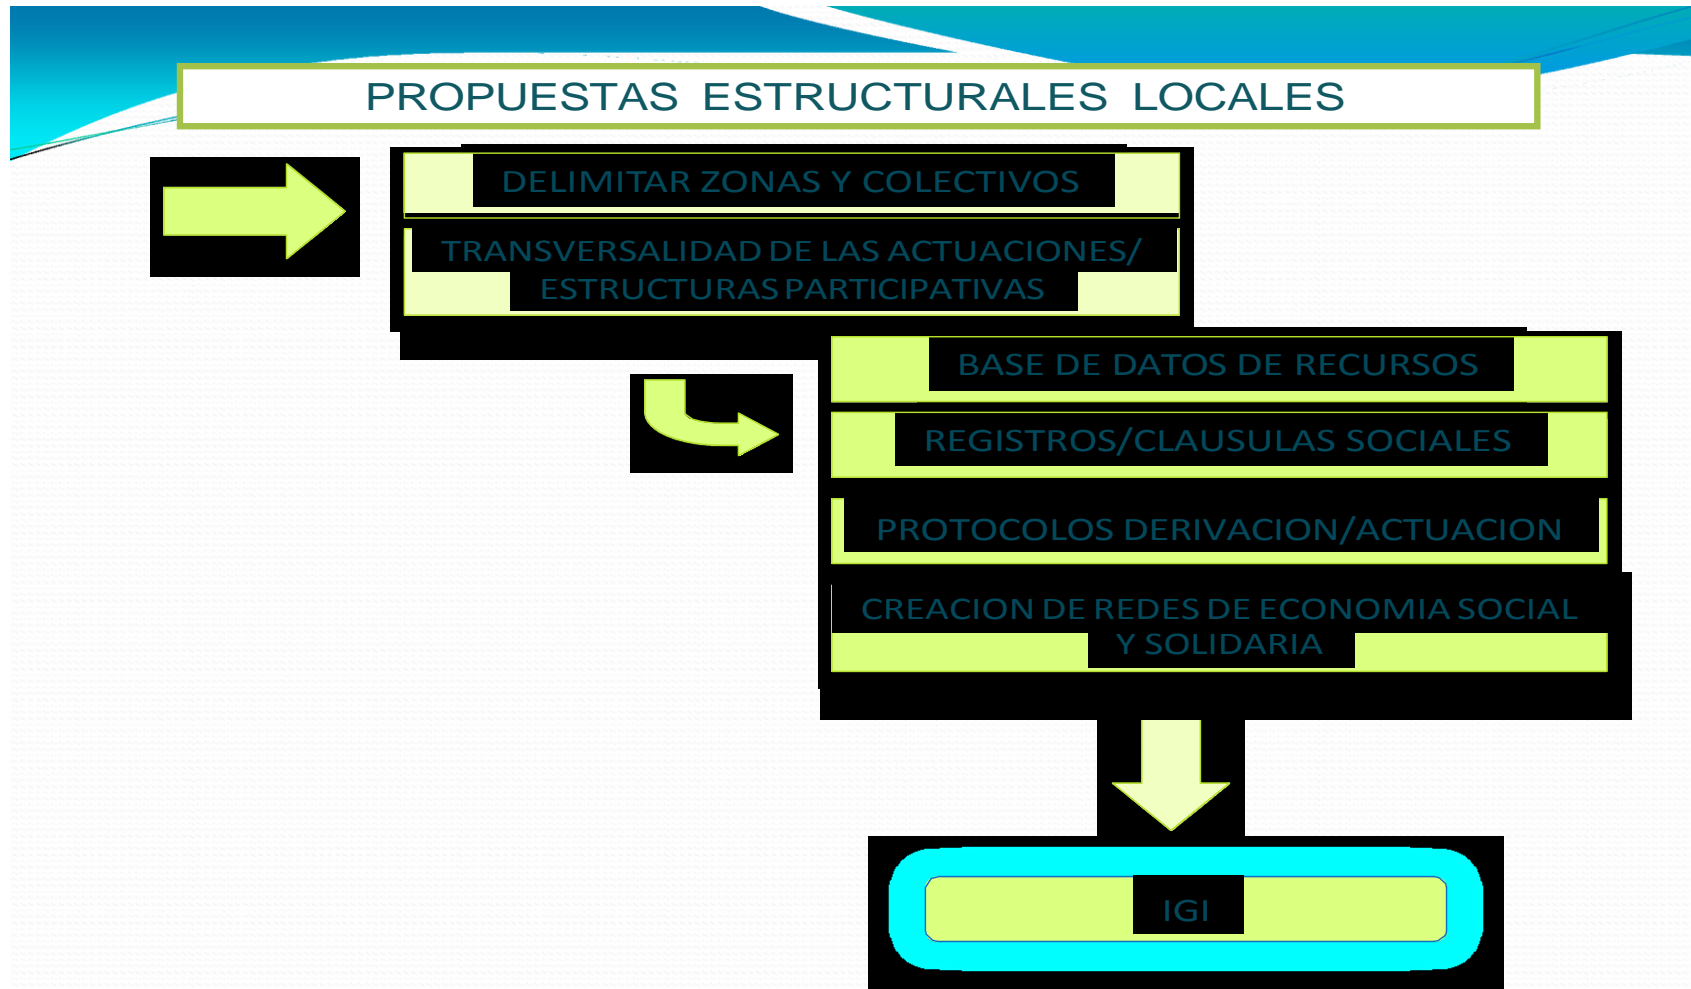 PROPUESTAS ESTRUCTURALES LOCALES
DELIMITAR ZONAS Y COLECTIVOS
TRANSVERSALIDAD DE LAS ACTUACIONES/
ESTRUCTURAS PARTICIPATIVAS
BASE DE DATOS DE RECURSOS
REGISTROS/CLAUSULAS SOCIALES
PROTOCOLOS DERIVACION/ACTUACION
CREACION DE REDES DE ECONOMIA SOCIAL
Y SOLIDARIA
IGI